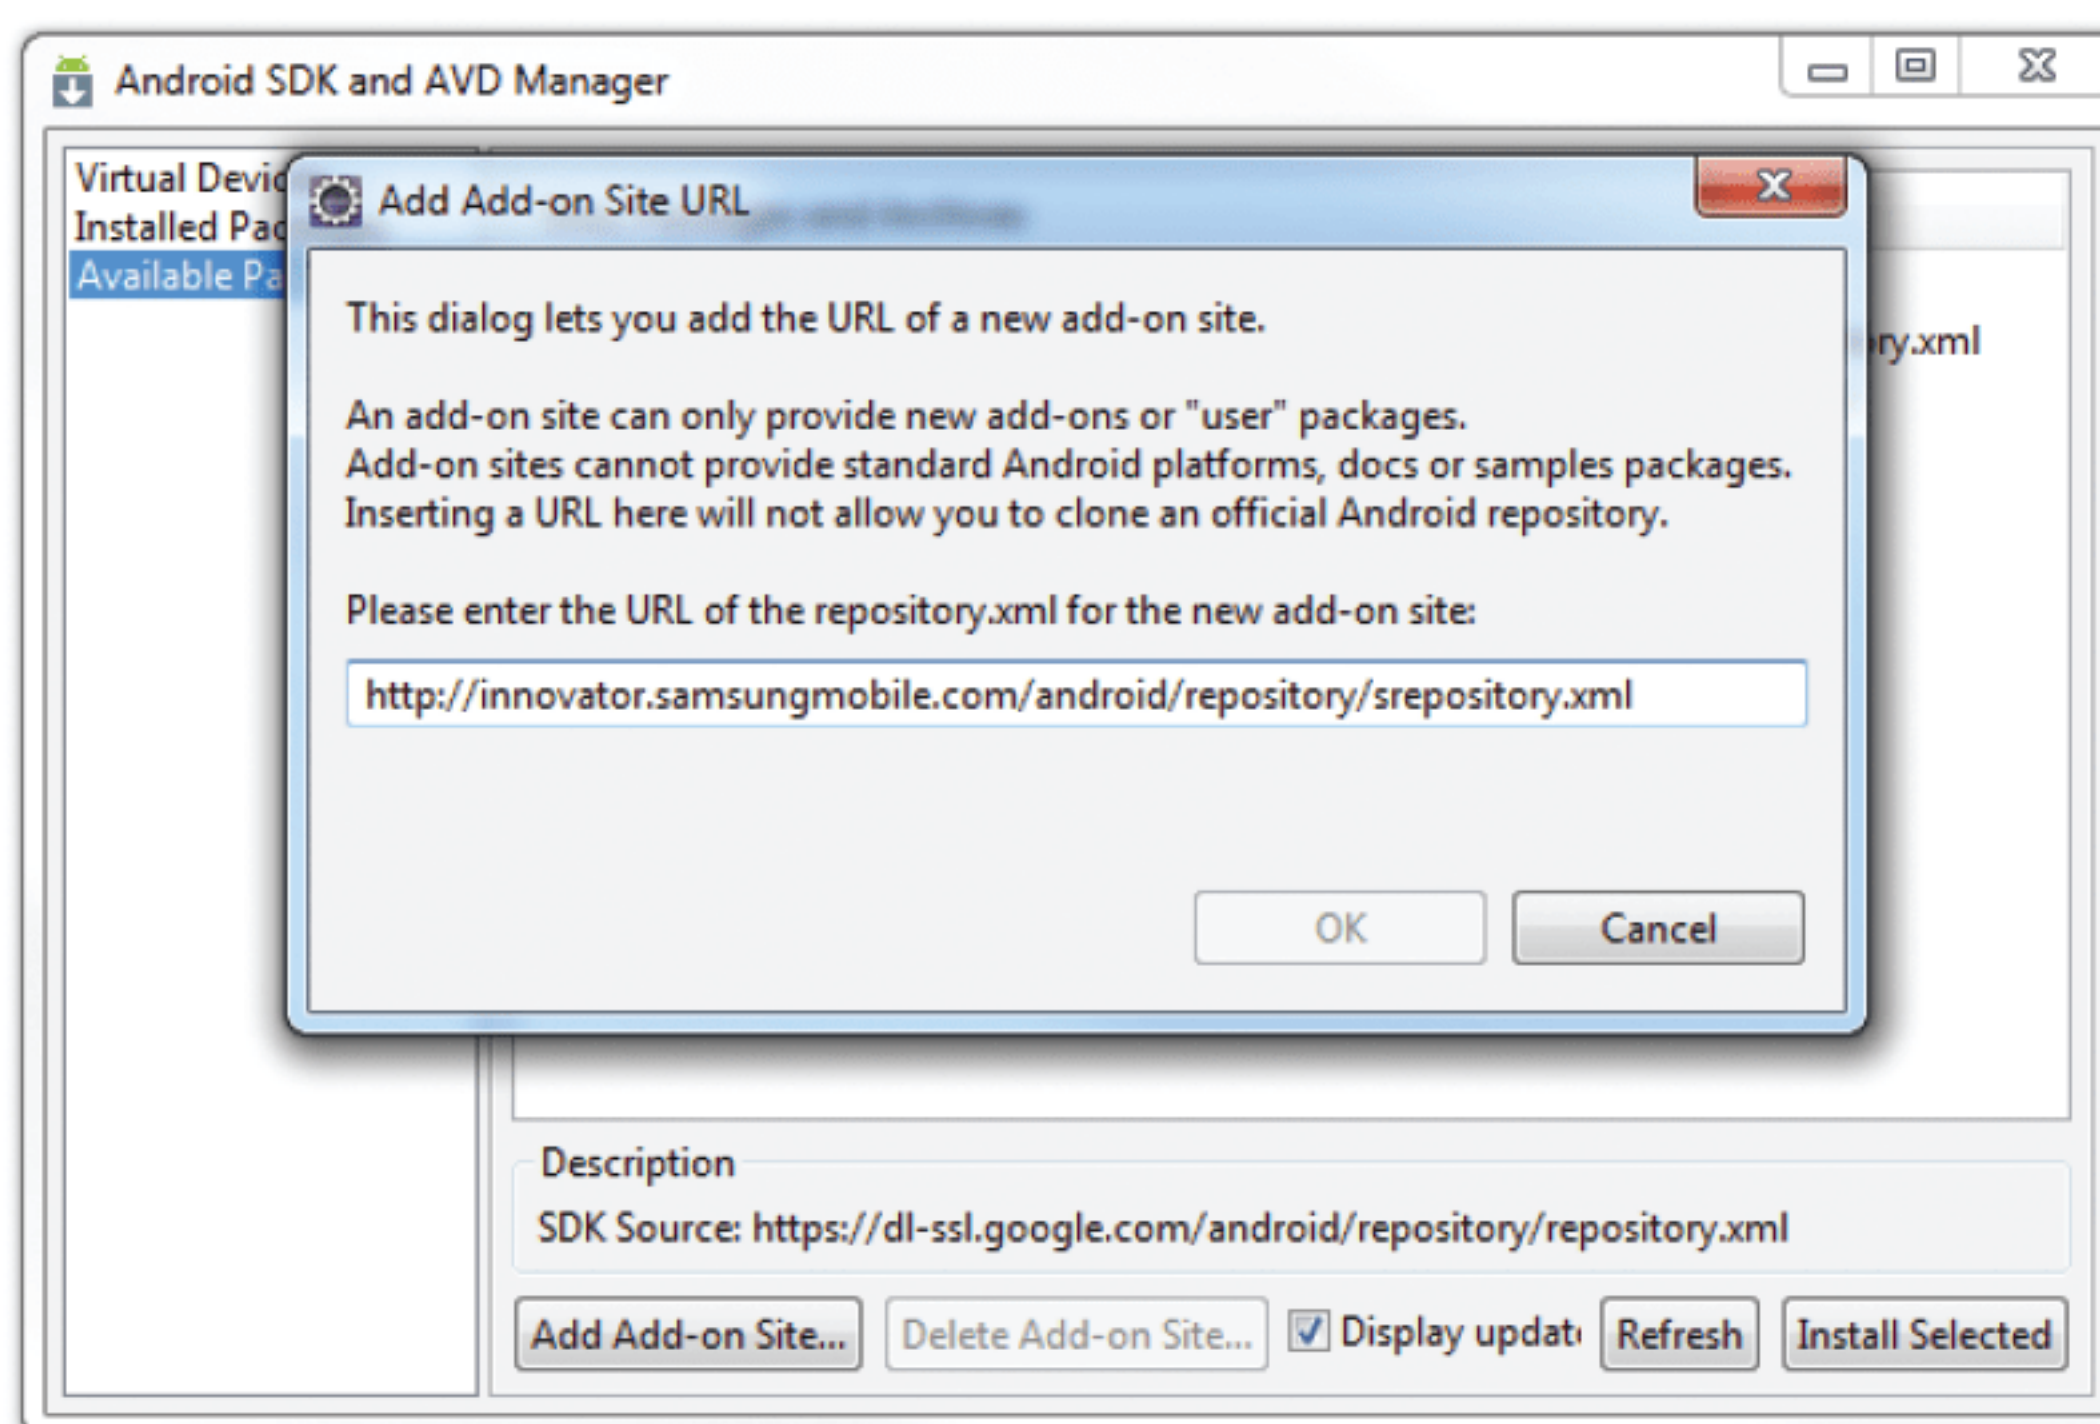 Android SDK and AVD Manager
Virtual
Installed
Available
Add Add-on Site URL
This dialog lets you add the URL of a new add-on site.
ry.xml
An add-on site can only provide new add-ons or "user" packages.
Add-on sites cannot provide standard Android platforms, docs or samples packages.
Inserting a URL here will not allow you to clone an official Android repository.
Please enter the URL of the repository.xml for the new add-on site:
http://innovator.samsungmobile.com/android/repository/srepository.xml
OK Cancel
Description
SDK Source: https://dl-ssl.google.com/android/repository/repository.xml
Add Add-on Site... Delete Add-on Site... Display Refresh Install Selected